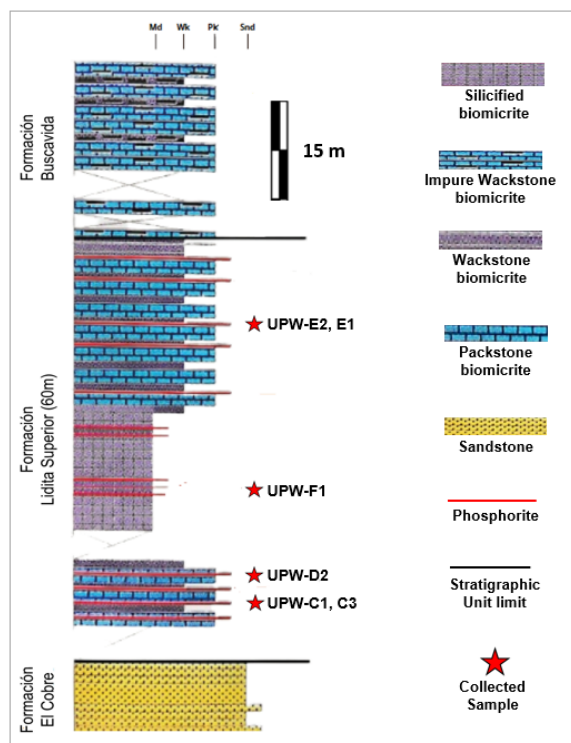 Md Wk Pk Snd
Formación
Buscavida
15 m
Formación
Lidita Superior (60m)
UPW-E2, E1
UPW-F1
UPW-D2
UPW-C1, C3
Formación
El Cobre
Silicified
biomicrite
Impure Wackstone
biomicrite
Wackstone
biomicrite
Packstone
biomicrite
Sandstone
Phosphorite
Stratigraphic
Unit limit
Collected
Sample